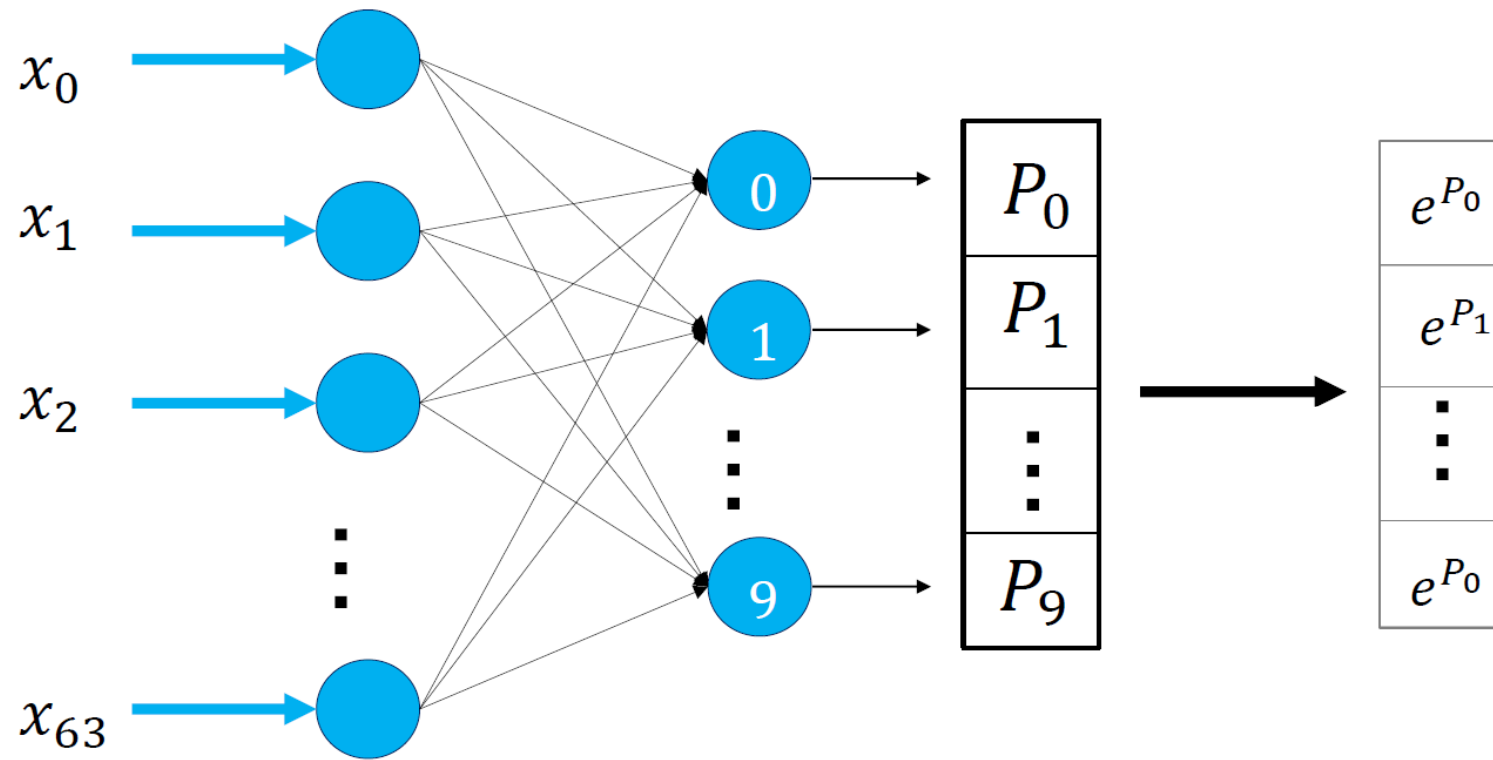 x₀
x₁
x₂
⋮
x₆₃
0
1
⋮
9
P₀
P₁
⋮
P₉
e^{P₀}
e^{P₁}
⋮
e^{P₀}